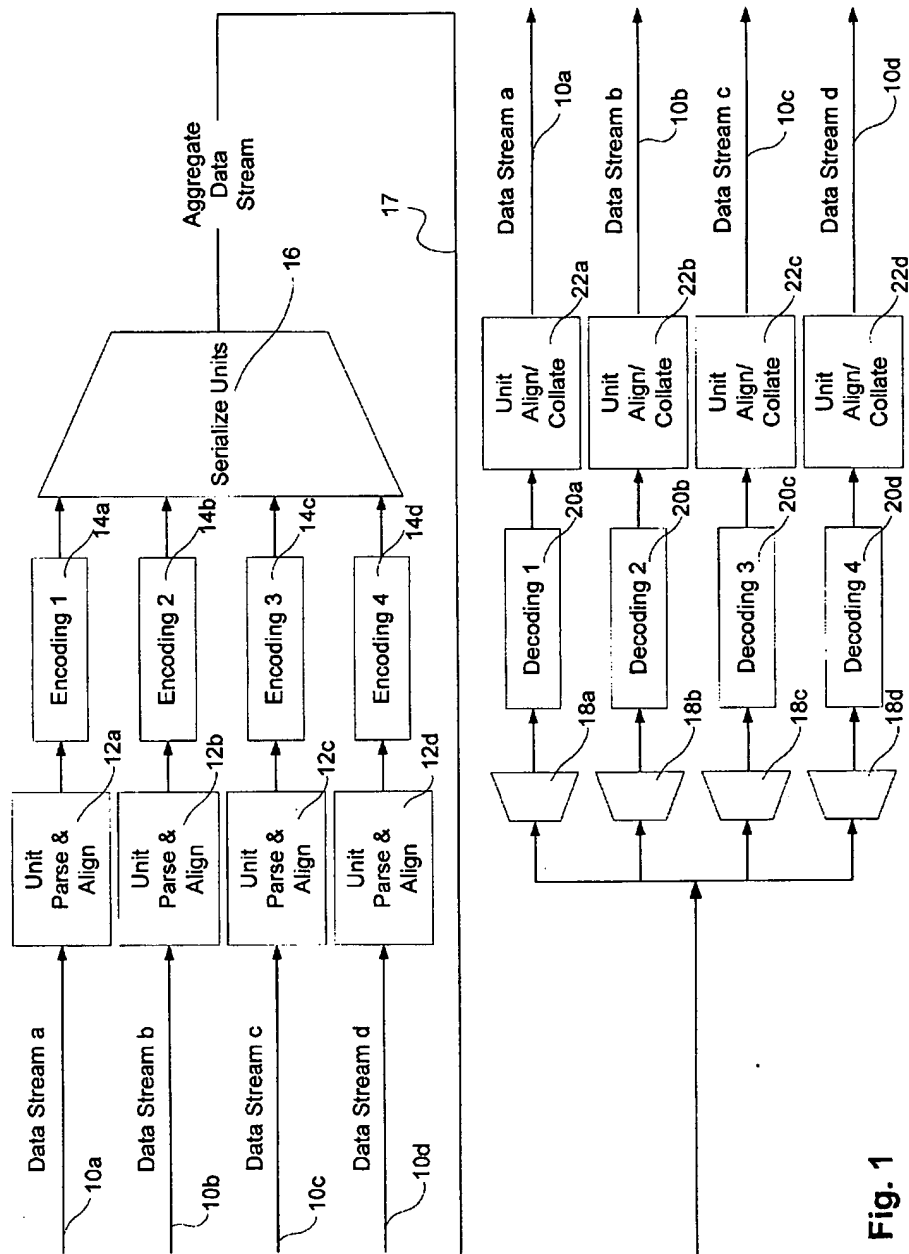 Data Stream a
10a
Unit
Parse &
Align
12a
Encoding 1
14a
Data Stream b
10b
Unit
Parse &
Align
12b
Encoding 2
14b
Data Stream c
10c
Unit
Parse &
Align
12c
Encoding 3
14c
Data Stream d
10d
Unit
Parse &
Align
12d
Encoding 4
14d
Serialize Units
16
Aggregate
Data
Stream
17
18a
Decoding 1
20a
Unit
Align/
Collate
22a
Data Stream a
10a
18b
Decoding 2
20b
Unit
Align/
Collate
22b
Data Stream b
10b
18c
Decoding 3
20c
Unit
Align/
Collate
22c
Data Stream c
10c
18d
Decoding 4
20d
Unit
Align/
Collate
22d
Data Stream d
10d
Fig. 1